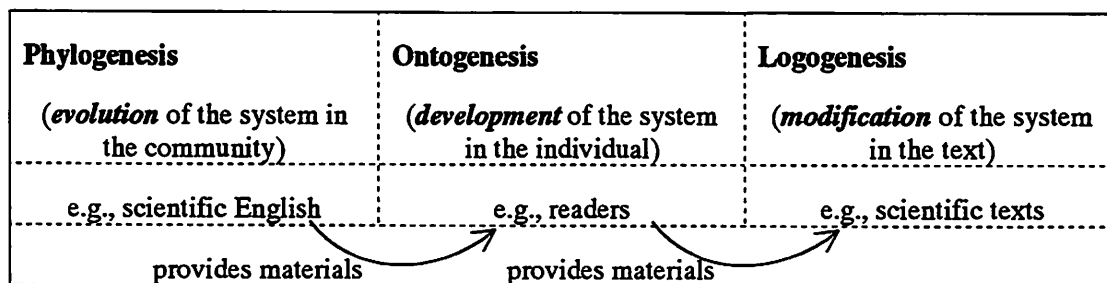 Phylogenesis
(evolution of the system in
the community)
Ontogenesis
(development of the system
in the individual)
Logogenesis
(modification of the system
in the text)
e.g., scientific English
e.g., readers
e.g., scientific texts
provides materials
provides materials